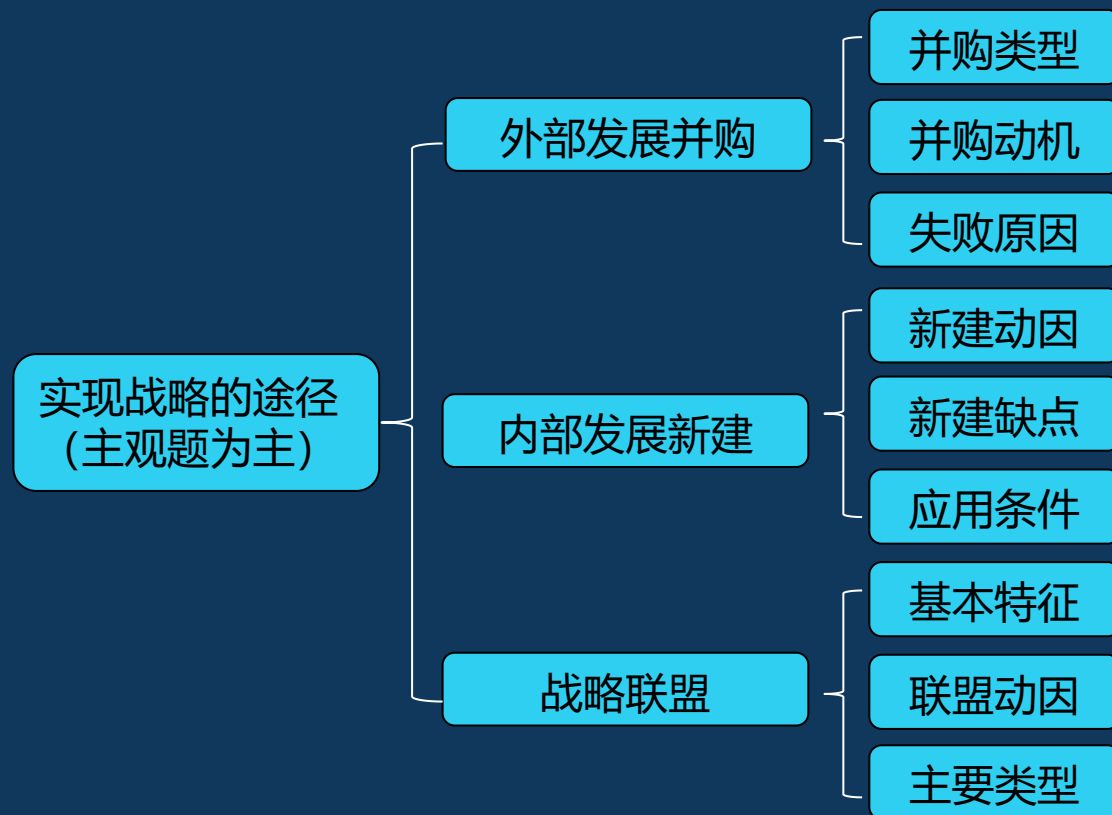 实现战略的途径
（主观题为主）
外部发展并购
并购类型
并购动机
失败原因
内部发展新建
新建动因
新建缺点
应用条件
战略联盟
基本特征
联盟动因
主要类型